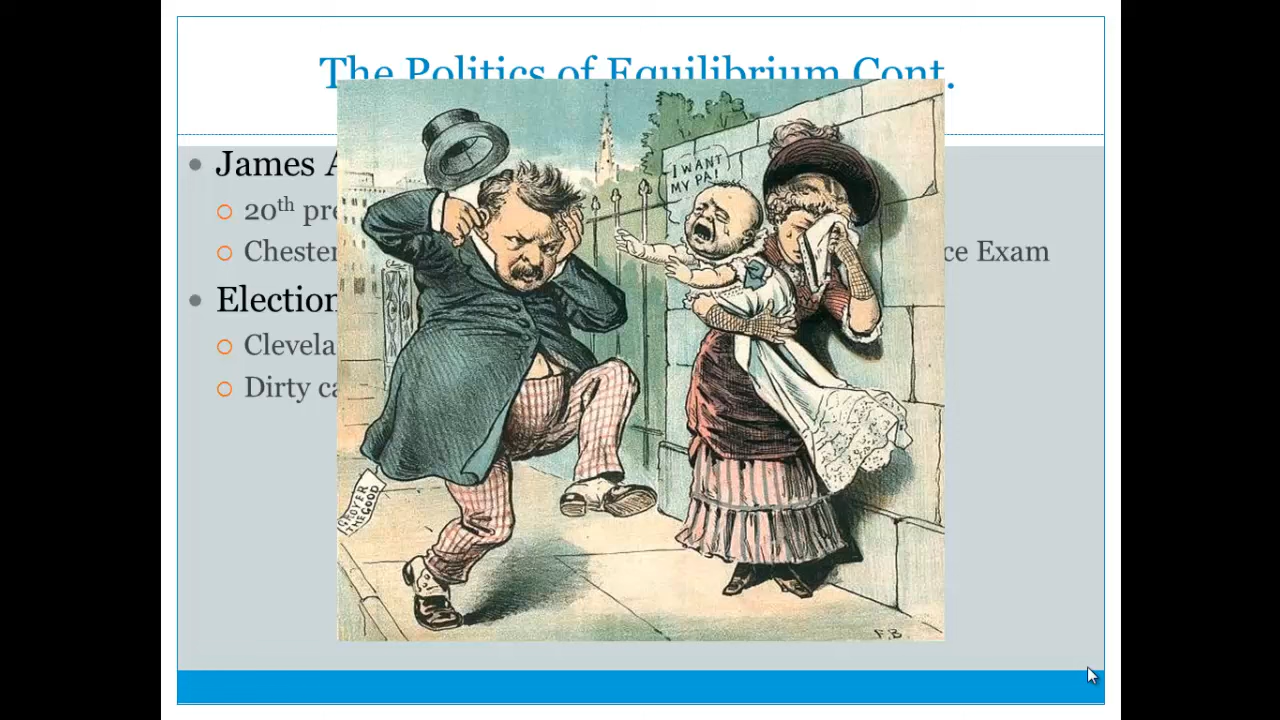 The Politics of Equilibrium Cont.
James A
20th pre
Chester ce Exam
Election
Clevela
Dirty ca
I WANT
MY PA!
GROVER
THE GOOD
F.B